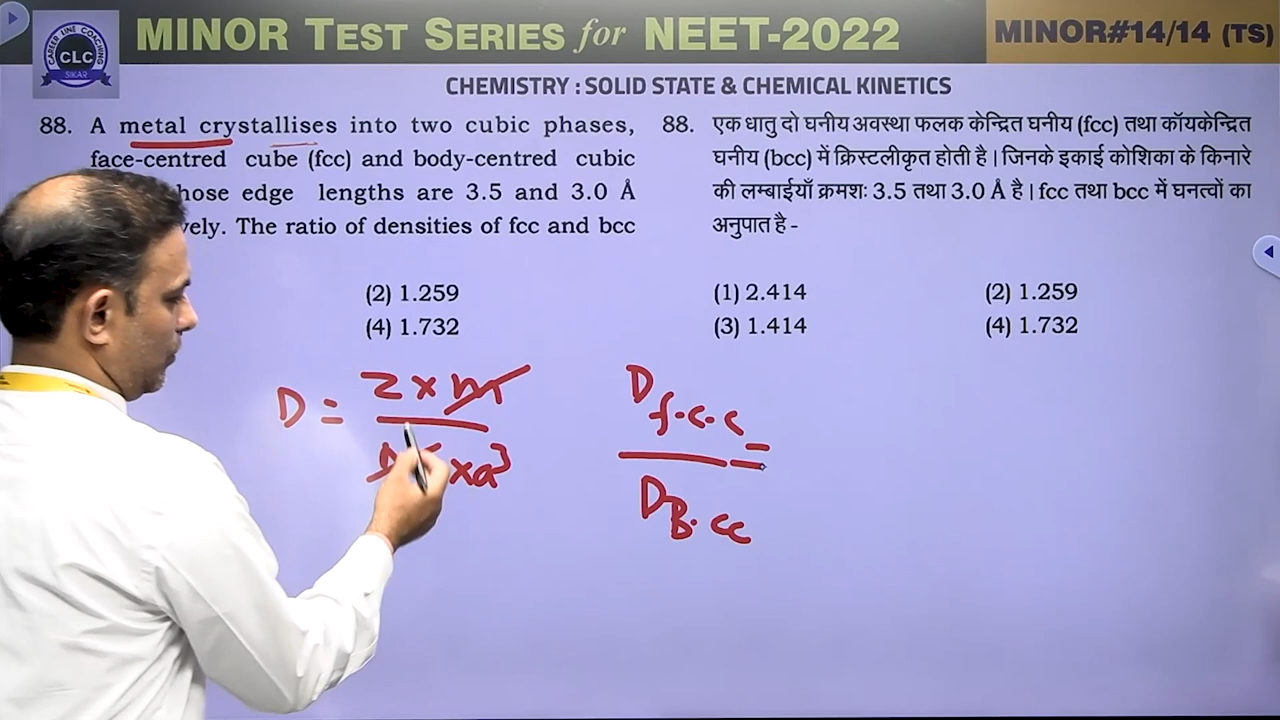 MINOR TEST SERIES for NEET-2022
MINOR#14/14 (TS)
CAREER LINE COACHING
CLC
SIKAR
CHEMISTRY : SOLID STATE & CHEMICAL KINETICS
88. A metal crystallises into two cubic phases,
face-centred cube (fcc) and body-centred cubic
hose edge lengths are 3.5 and 3.0 Å
vely. The ratio of densities of fcc and bcc
(2) 1.259
(4) 1.732
88. एक धातु दो घनीय अवस्था फलक केन्द्रित घनीय (fcc) तथा कॉयकेन्द्रित
घनीय (bcc) में क्रिस्टलीकृत होती है। जिनके इकाई कोशिका के किनारे
की लम्बाईयाँ क्रमशः 3.5 तथा 3.0 Å है। fcc तथा bcc में घनत्वों का
अनुपात है -
(1) 2.414 (2) 1.259
(3) 1.414 (4) 1.732
D = Z × M
× a³
D f.c.c =
D B.cc